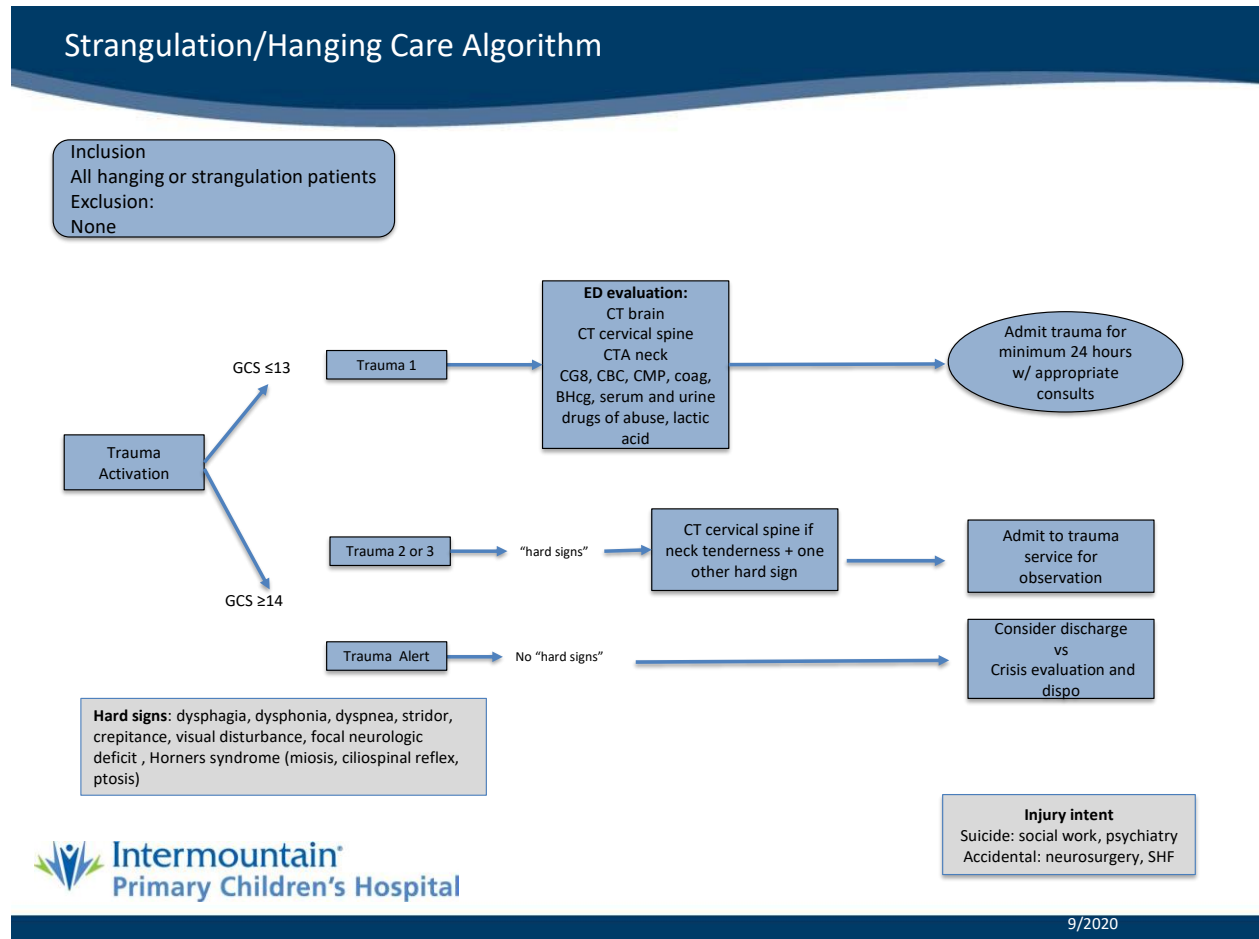 Strangulation/Hanging Care Algorithm
Inclusion
All hanging or strangulation patients
Exclusion:
None
Trauma
Activation
GCS ≤13
Trauma 1
ED evaluation:
CT brain
CT cervical spine
CTA neck
CG8, CBC, CMP, coag,
BHcg, serum and urine
drugs of abuse, lactic
acid
Admit trauma for
minimum 24 hours
w/ appropriate
consults
GCS ≥14
Trauma 2 or 3
“hard signs”
CT cervical spine if
neck tenderness + one
other hard sign
Admit to trauma
service for
observation
Trauma Alert
No “hard signs”
Consider discharge
vs
Crisis evaluation and
dispo
Hard signs: dysphagia, dysphonia, dyspnea, stridor,
crepitance, visual disturbance, focal neurologic
deficit , Horners syndrome (miosis, ciliospinal reflex,
ptosis)
Injury intent
Suicide: social work, psychiatry
Accidental: neurosurgery, SHF
Intermountain
Primary Children's Hospital
9/2020